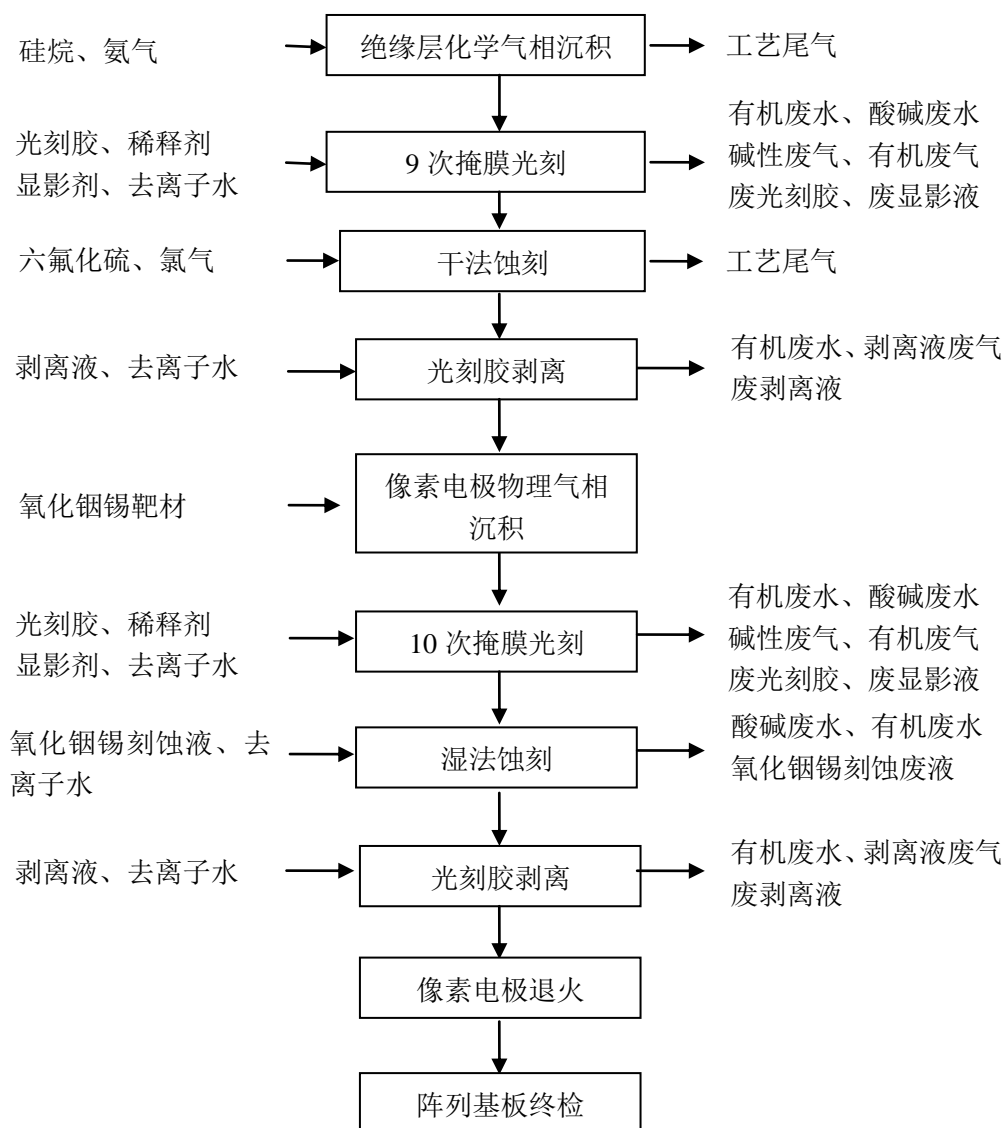 硅烷、氨气
绝缘层化学气相沉积
工艺尾气
光刻胶、稀释剂
显影剂、去离子水
9 次掩膜光刻
有机废水、酸碱废水
碱性废气、有机废气
废光刻胶、废显影液
六氟化硫、氯气
干法蚀刻
工艺尾气
剥离液、去离子水
光刻胶剥离
有机废水、剥离液废气
废剥离液
氧化铟锡靶材
像素电极物理气相
沉积
光刻胶、稀释剂
显影剂、去离子水
10 次掩膜光刻
有机废水、酸碱废水
碱性废气、有机废气
废光刻胶、废显影液
氧化铟锡刻蚀液、去
离子水
湿法蚀刻
酸碱废水、有机废水
氧化铟锡刻蚀废液
剥离液、去离子水
光刻胶剥离
有机废水、剥离液废气
废剥离液
像素电极退火
阵列基板终检